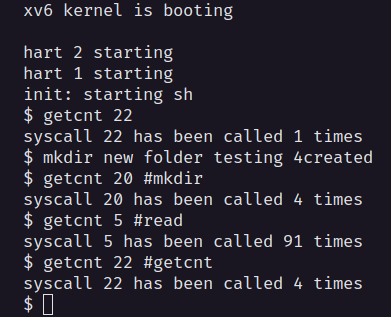 xv6 kernel is booting
hart 2 starting
hart 1 starting
init: starting sh
$ getcnt 22
syscall 22 has been called 1 times
$ mkdir new folder testing 4created
$ getcnt 20 #mkdir
syscall 20 has been called 4 times
$ getcnt 5 #read
syscall 5 has been called 91 times
$ getcnt 22 #getcnt
syscall 22 has been called 4 times
$